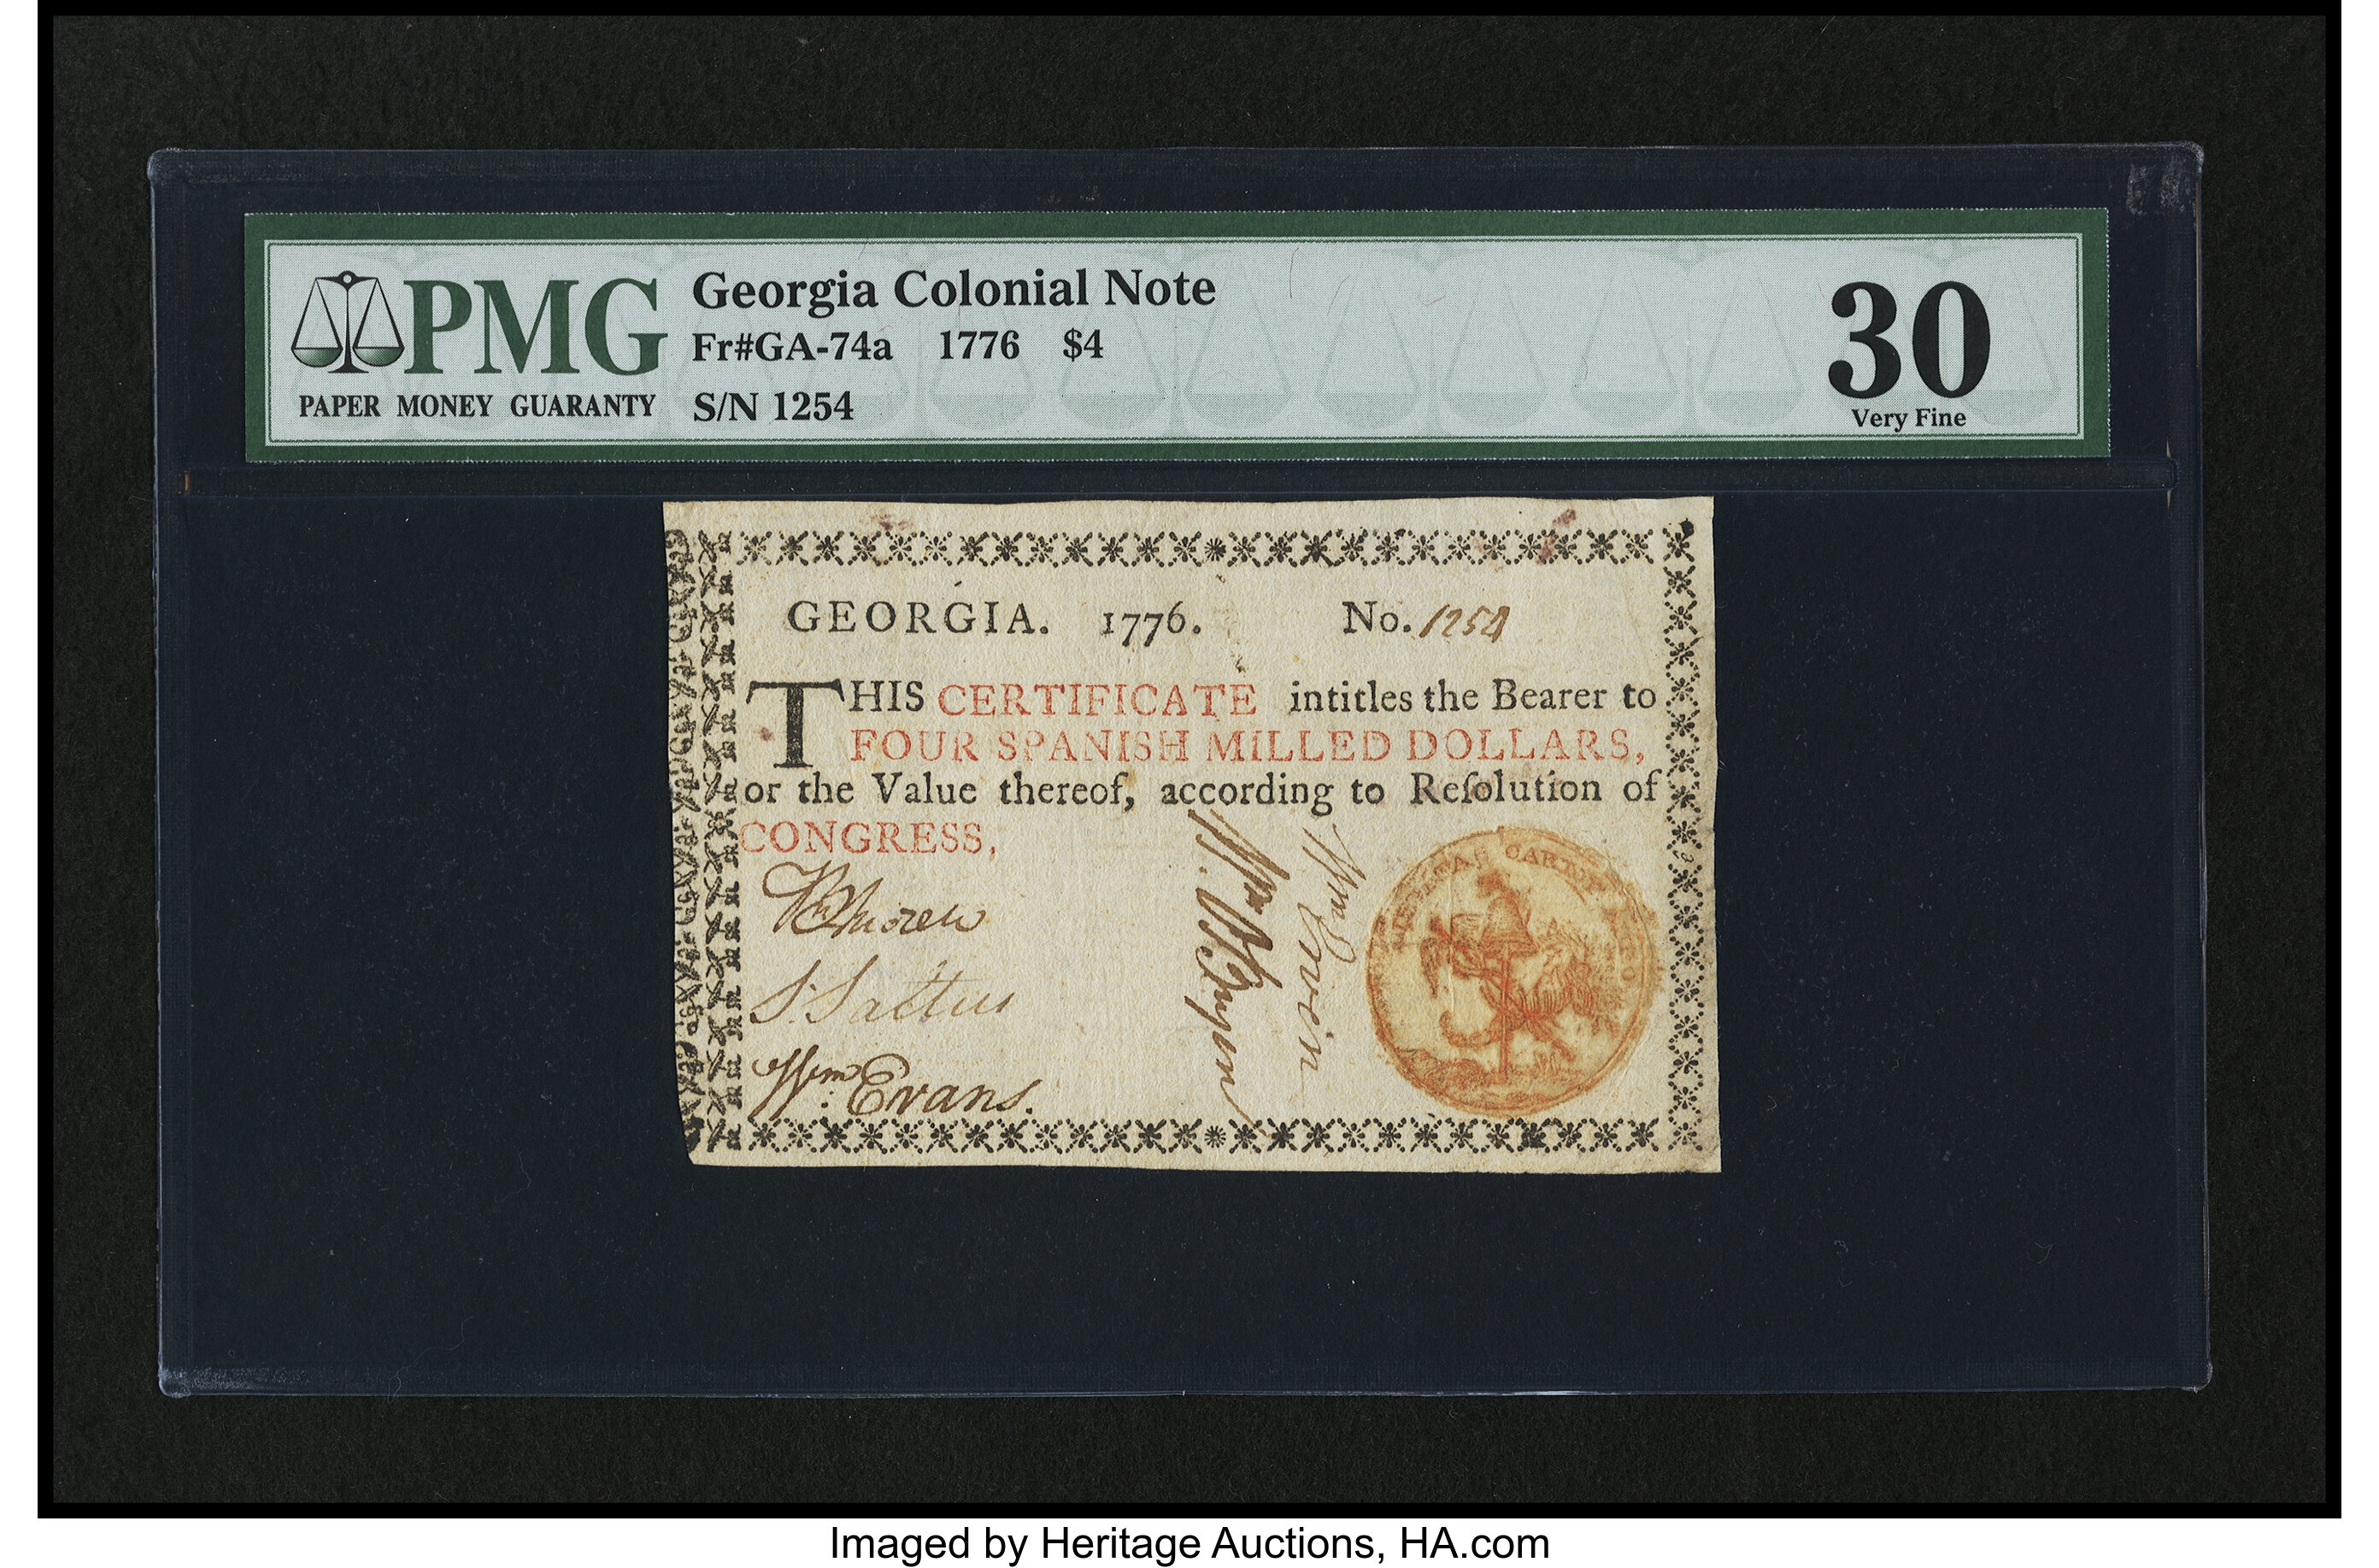 PMG
PAPER MONEY GUARANTY
Georgia Colonial Note
Fr#GA-74a 1776 $4
S/N 1254
30
Very Fine
GEORGIA. 1776. No. 1254
THIS CERTIFICATE intitles the Bearer to
FOUR SPANISH MILLED DOLLARS,
or the Value thereof, according to Reſolution of
CONGRESS,
Wm. Evans.
Imaged by Heritage Auctions, HA.com